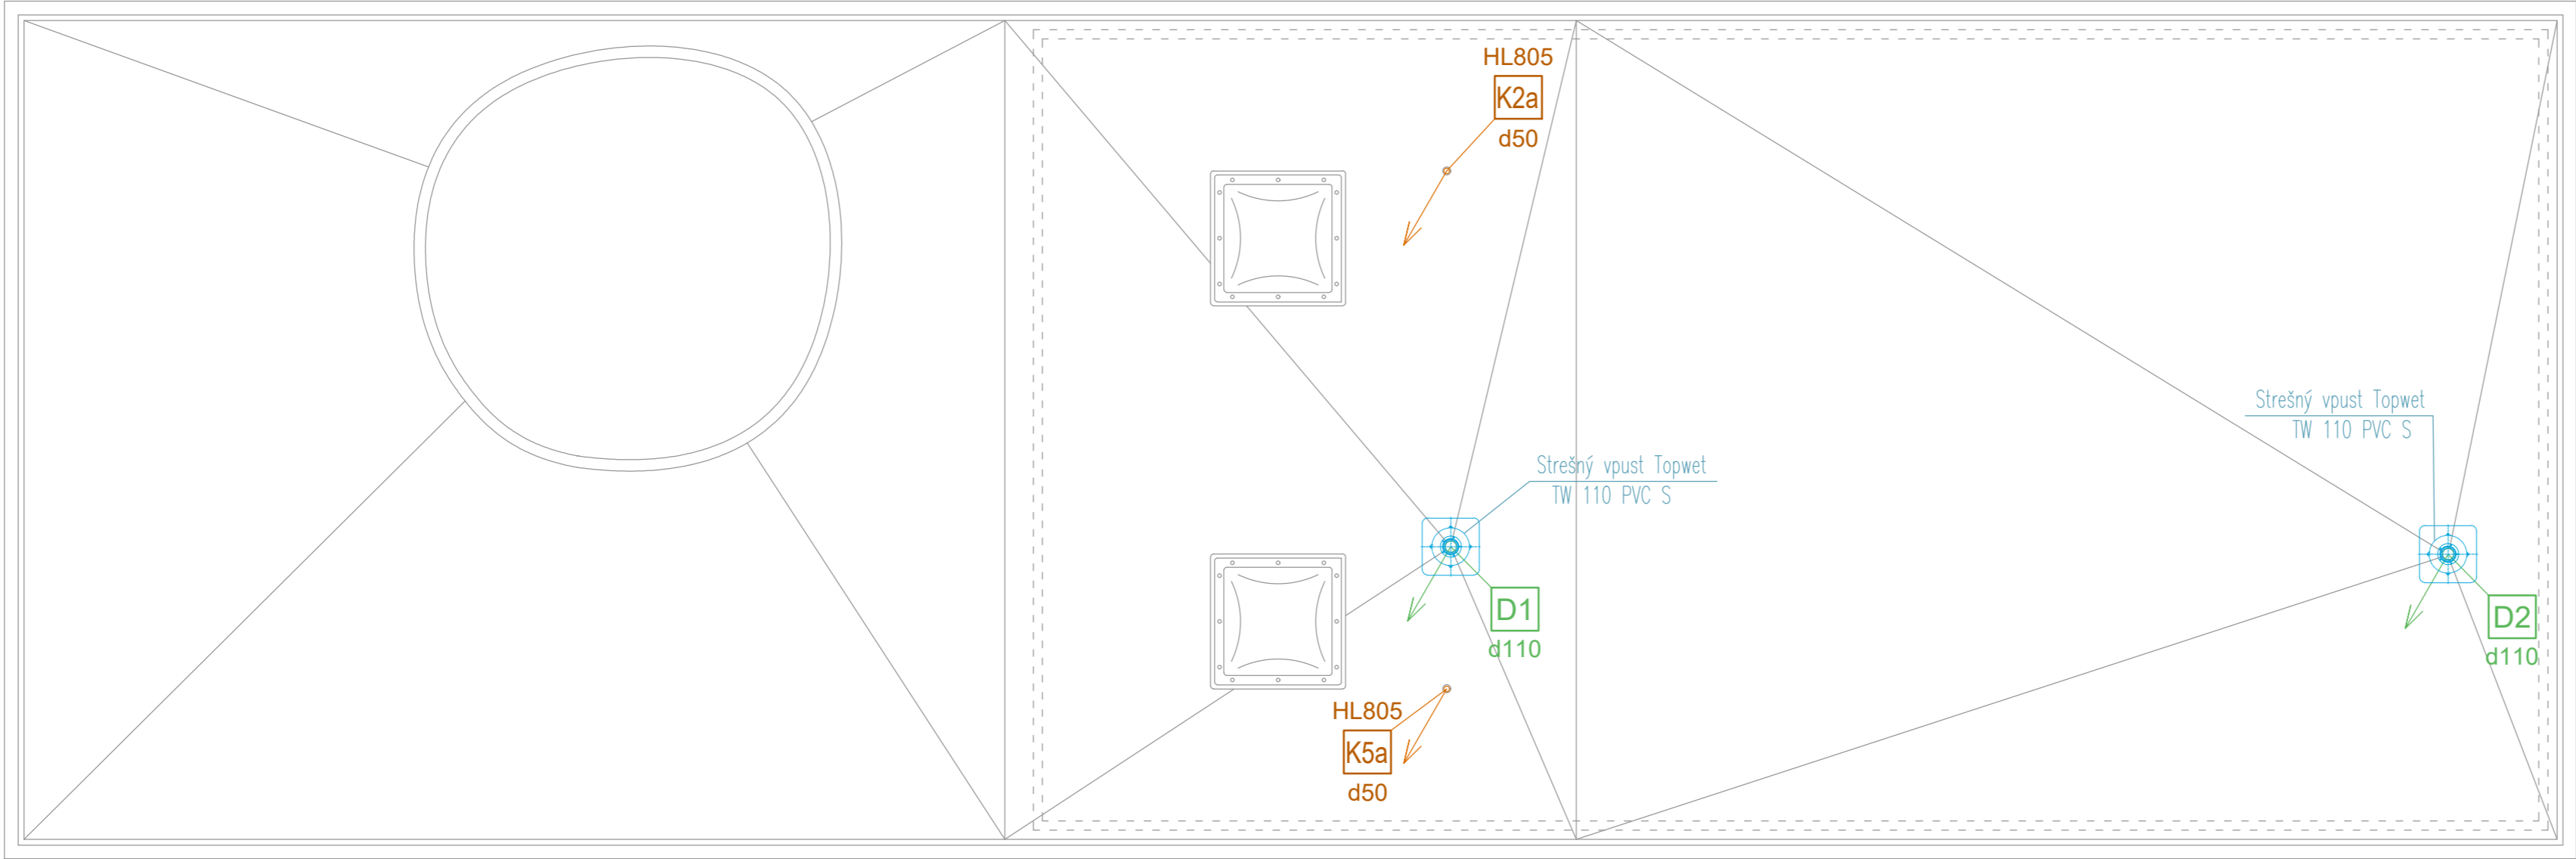 HL805
K2a
d50
Strešný vpust Topwet
TW 110 PVC S
Strešný vpust Topwet
TW 110 PVC S
D1
d110
D2
d110
HL805
K5a
d50